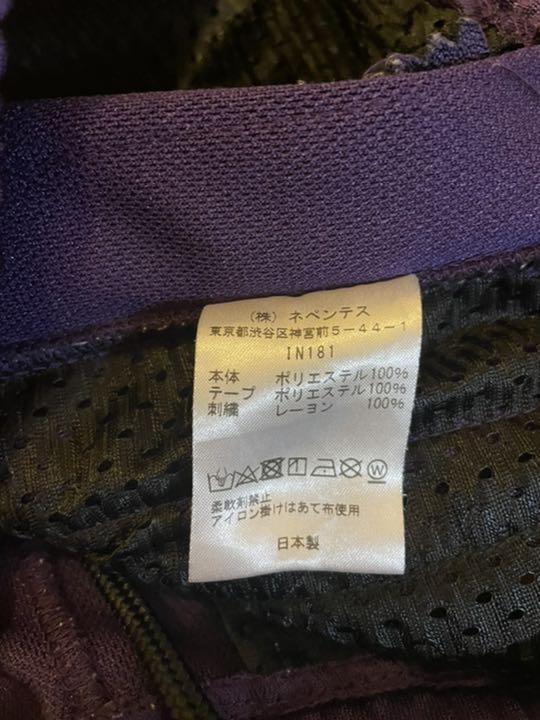 (株) ネペンテス
東京都渋谷区神宮前5-44-1
IN181
本体 ポリエステル100%
テープ ポリエステル100%
刺繍 レーヨン 100%
柔軟剤禁止
アイロン掛けはあて布使用
日本製